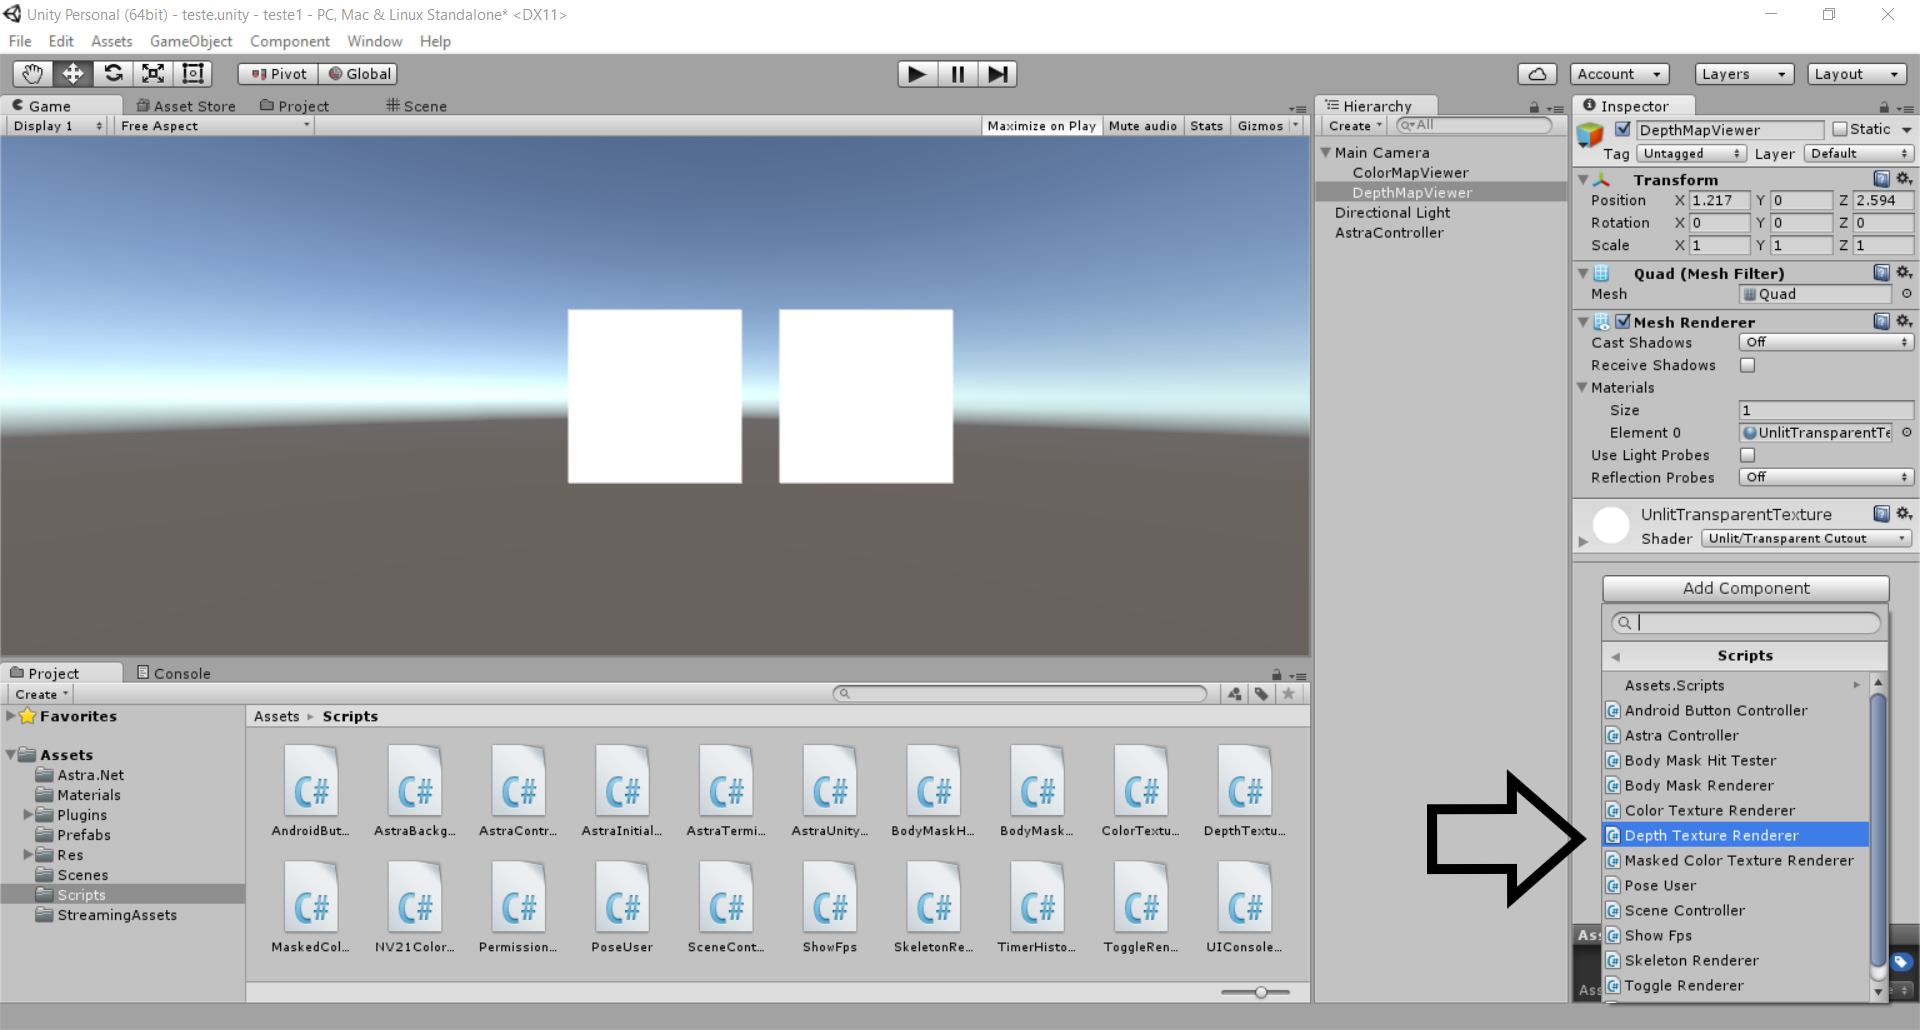 Unity Personal (64bit) - teste.unity - teste1 - PC, Mac & Linux Standalone* <DX11>
File Edit Assets GameObject Component Window Help
Pivot Global Account Layers Layout
Game Asset Store Project Scene
Display 1 Free Aspect Maximize on Play Mute audio Stats Gizmos
Hierarchy
Create All
Main Camera
ColorMapViewer
DepthMapViewer
Directional Light
AstraController
Inspector
DepthMapViewer Static
Tag Untagged Layer Default
Transform
Position X 1.217 Y 0 Z 2.594
Rotation X 0 Y 0 Z 0
Scale X 1 Y 1 Z 1
Quad (Mesh Filter)
Mesh Quad
Mesh Renderer
Cast Shadows Off
Receive Shadows
Materials
Size 1
Element 0 UnlitTransparentTe
Use Light Probes
Reflection Probes Off
UnlitTransparentTexture
Shader Unlit/Transparent Cutout
Add Component
Scripts
Assets.Scripts
Android Button Controller
Astra Controller
Body Mask Hit Tester
Body Mask Renderer
Color Texture Renderer
Depth Texture Renderer
Masked Color Texture Renderer
Pose User
Scene Controller
Show Fps
Skeleton Renderer
Toggle Renderer
Ass
Ass
Project Console
Create
Favorites
Assets
Astra.Net
Materials
Plugins
Prefabs
Res
Scenes
Scripts
StreamingAssets
Assets Scripts
C# C# C# C# C# C# C# C# C# C#
AndroidBut... AstraBackg... AstraContr... AstraInitial... AstraTermi... AstraUnity... BodyMaskH... BodyMask... ColorTextu... DepthTextu...
C# C# C# C# C# C# C# C# C# C#
MaskedCol... NV21Color... Permission... PoseUser SceneCont... ShowFps SkeletonRe... TimerHisto... ToggleRen... UIConsole...